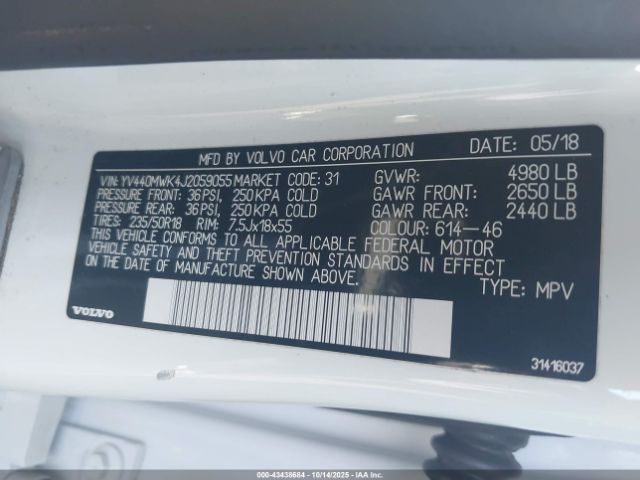 MFD BY VOLVO CAR CORPORATION DATE: 05/18
VIN: YV440MWK4J2059055 MARKET CODE: 31 GVWR: 4980 LB
PRESSURE FRONT: 36PSI, 250KPA COLD GAWR FRONT: 2650 LB
PRESSURE REAR: 36PSI, 250KPA COLD GAWR REAR: 2440 LB
TIRES: 235/50R18 RIM: 7.5Jx18x55 COLOUR: 614-46
THIS VEHICLE CONFORMS TO ALL APPLICABLE FEDERAL MOTOR
VEHICLE SAFETY AND THEFT PREVENTION STANDARDS IN EFFECT
ON THE DATE OF MANUFACTURE SHOWN ABOVE. TYPE: MPV
VOLVO
31416037
000-43438684 | 10/14/2025 | IAA